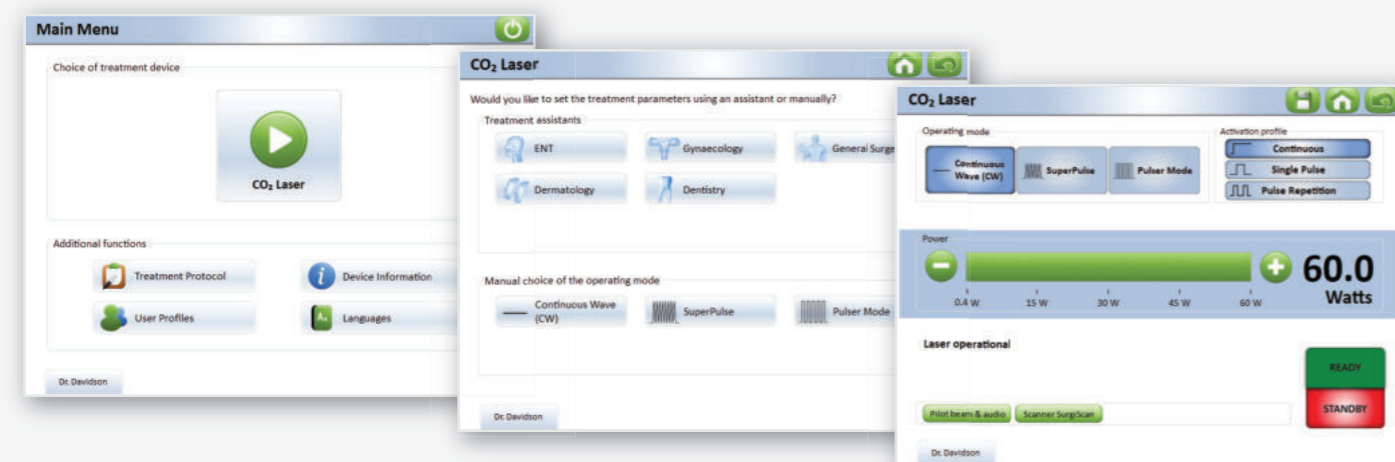 Main Menu
Choice of treatment device
CO₂ Laser
Additional functions
Treatment Protocol
Device Information
User Profiles
Languages
Dr. Davidson
CO₂ Laser
Would you like to set the treatment parameters using an assistant or manually?
Treatment assistants
ENT
Gynaecology
General Surge
Dermatology
Dentistry
Manual choice of the operating mode
Continuous Wave
(CW)
SuperPulse
Pulser Mode
Dr. Davidson
CO₂ Laser
Operating mode
Continuous
Wave (CW)
SuperPulse
Pulser Mode
Activation profile
Continuous
Single Pulse
Pulse Repetition
Power
60.0
Watts
0.4 W 15 W 30 W 45 W 60 W
Laser operational
READY
STANDBY
Pilot beam & audio
Scanner SurgiScan
Dr. Davidson